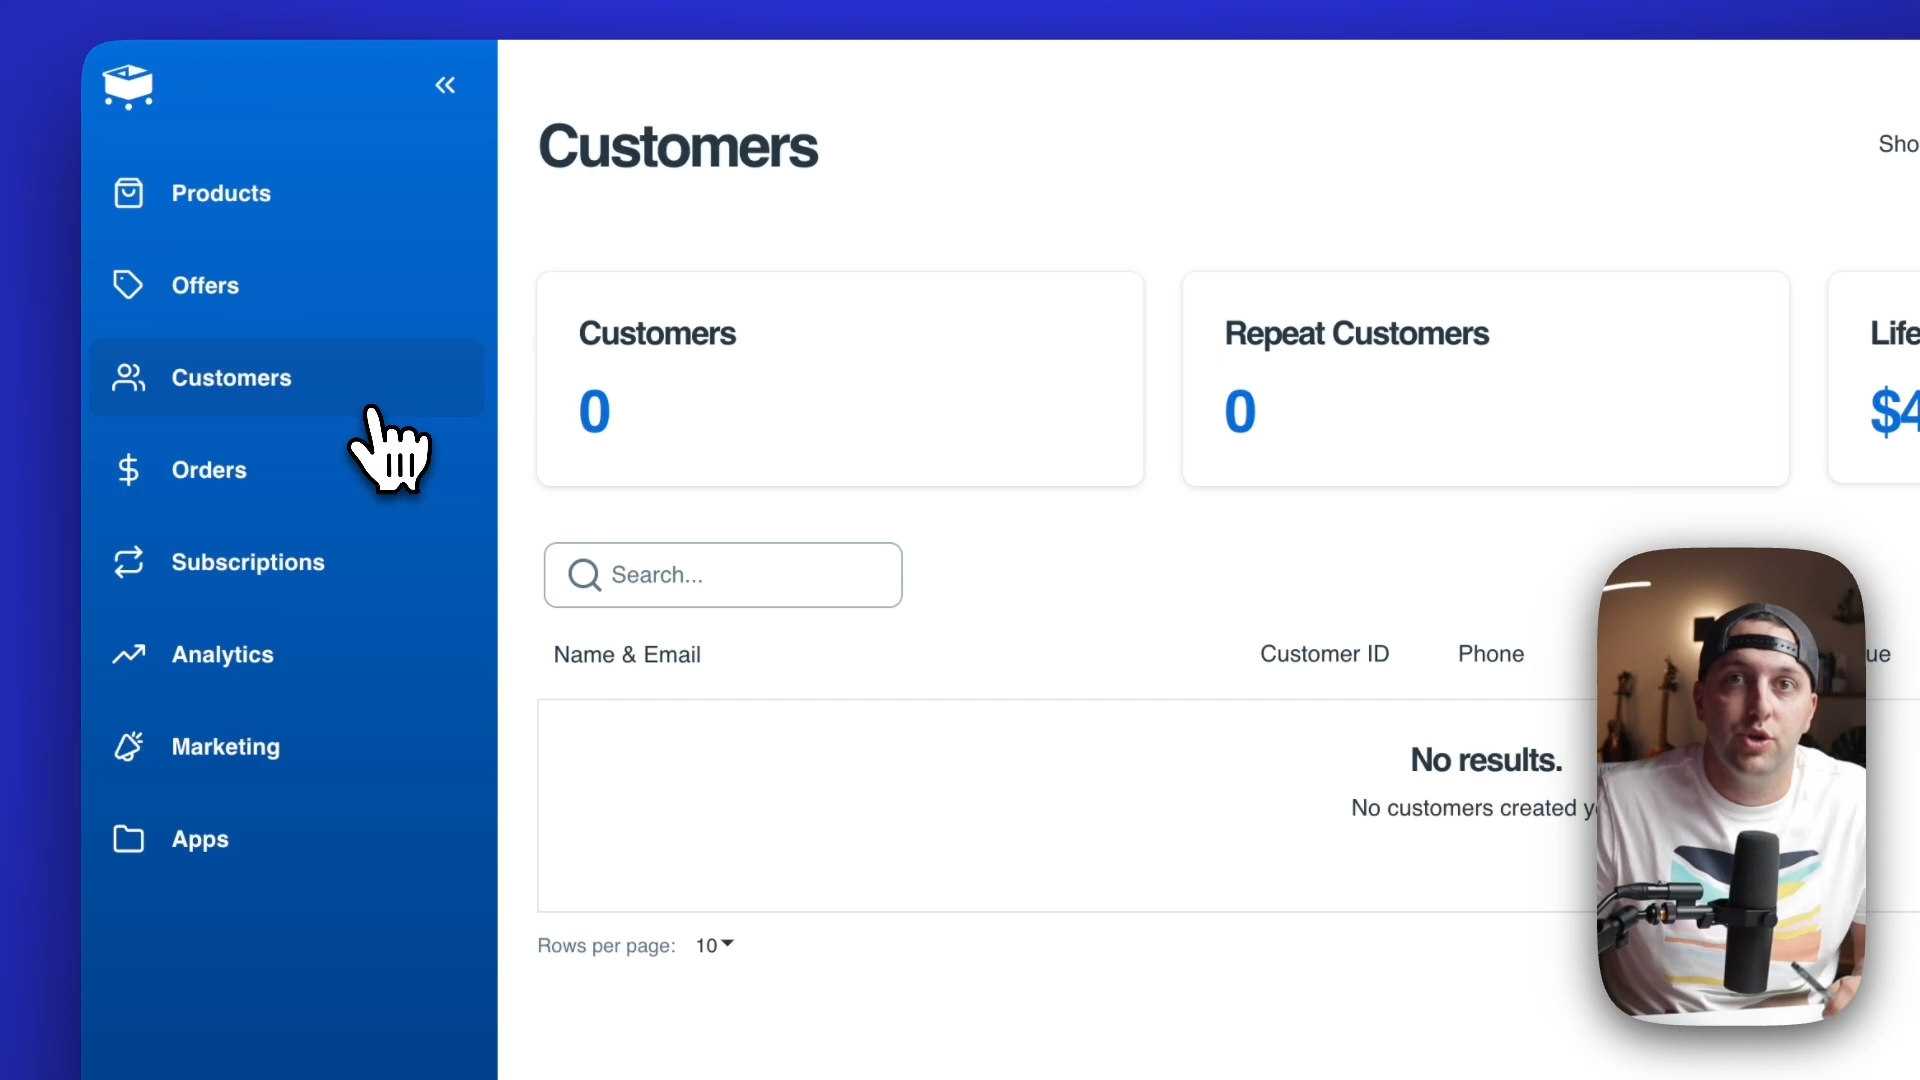 Products
Offers
Customers
Orders
Subscriptions
Analytics
Marketing
Apps
Customers
Sho
Customers
0
Repeat Customers
0
Life
$4
Search...
Name & Email
Customer ID
Phone
ue
No results.
No customers created y
Rows per page: 10